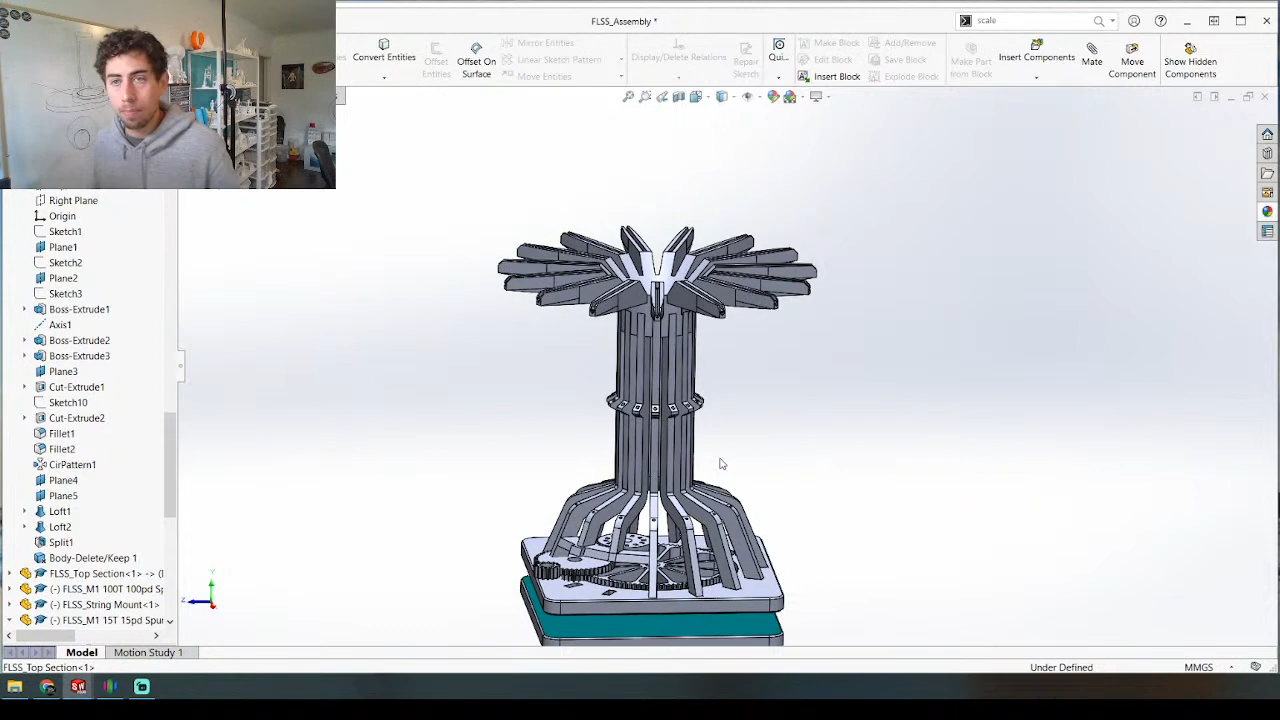 FLSS_Assembly *
scale
Convert Entities
Offset Entities
Offset On Surface
Mirror Entities
Linear Sketch Pattern
Move Entities
Display/Delete Relations
Repair Sketch
Qui...
Make Block
Edit Block
Insert Block
Add/Remove
Save Block
Explode Block
Make Part from Block
Insert Components
Mate
Move Component
Show Hidden Components
Right Plane
Origin
Sketch1
Plane1
Sketch2
Plane2
Sketch3
Boss-Extrude1
Axis1
Boss-Extrude2
Boss-Extrude3
Plane3
Cut-Extrude1
Sketch10
Cut-Extrude2
Fillet1
Fillet2
CirPattern1
Plane4
Plane5
Loft1
Loft2
Split1
Body-Delete/Keep 1
FLSS_Top Section<1> -> (
(-) FLSS_M1 100T 100pd Sp
(-) FLSS_String Mount<1>
(-) FLSS_M1 15T 15pd Spur
Y
Z
Model
Motion Study 1
FLSS_Top Section<1>
Under Defined
MMGS